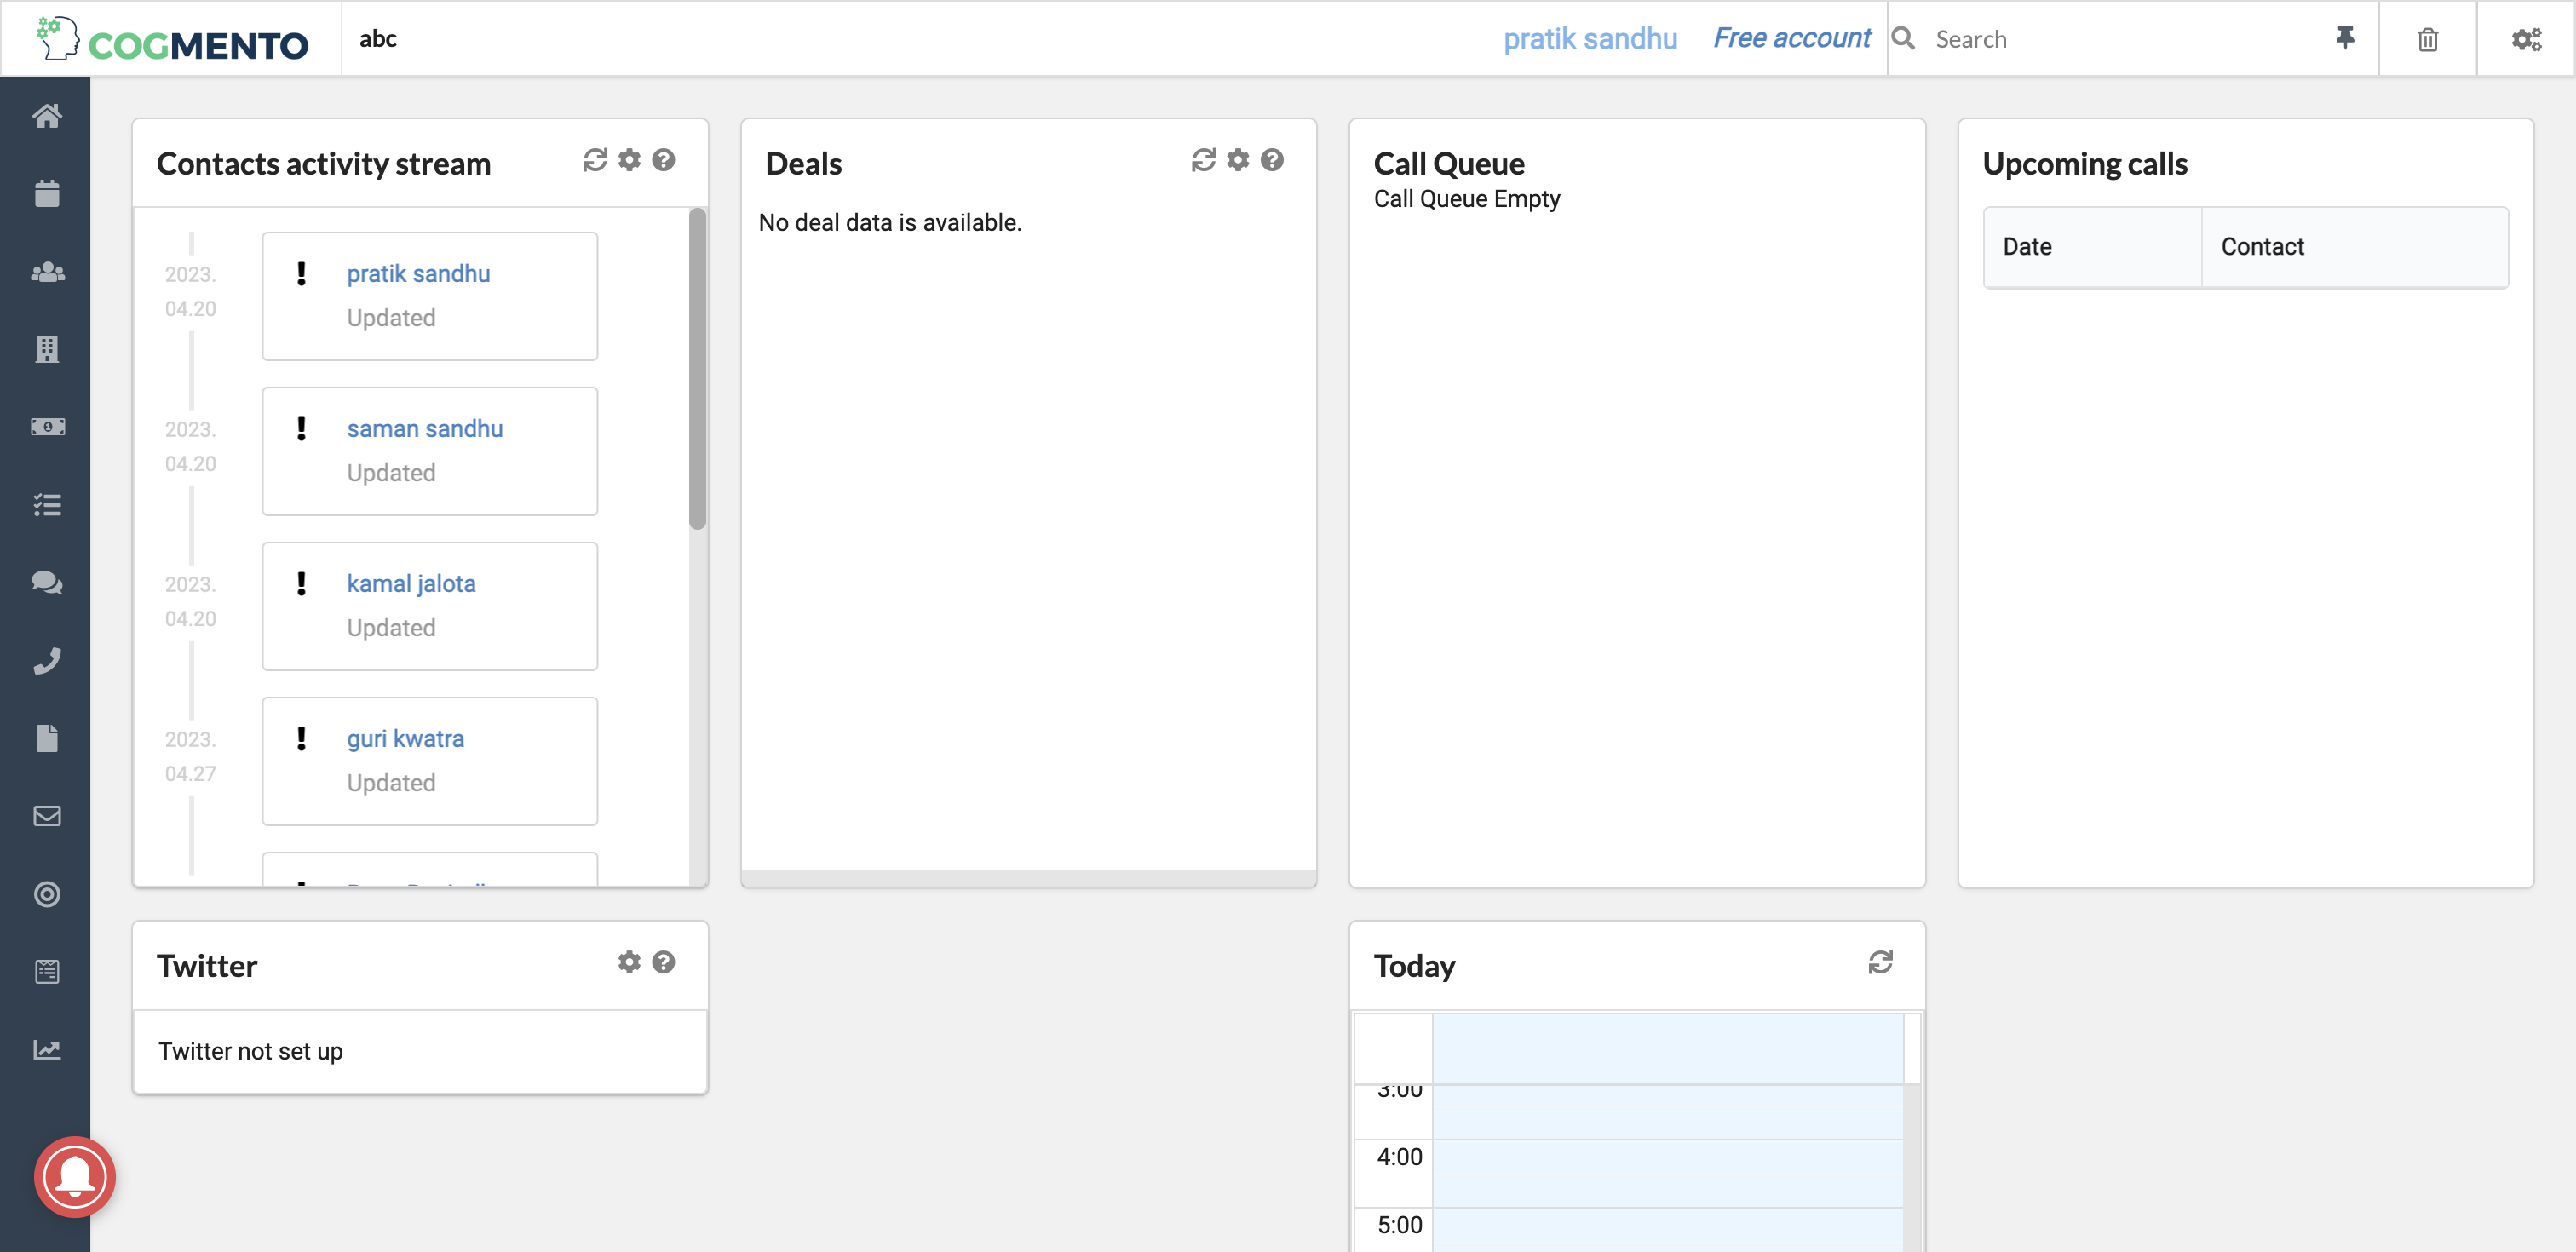 COGMENTO
abc
pratik sandhu
Free account
Search
Contacts activity stream
2023.
04.20
pratik sandhu
Updated
2023.
04.20
saman sandhu
Updated
2023.
04.20
kamal jalota
Updated
2023.
04.27
guri kwatra
Updated
Deals
No deal data is available.
Call Queue
Call Queue Empty
Upcoming calls
Date
Contact
Twitter
Twitter not set up
Today
3:00
4:00
5:00